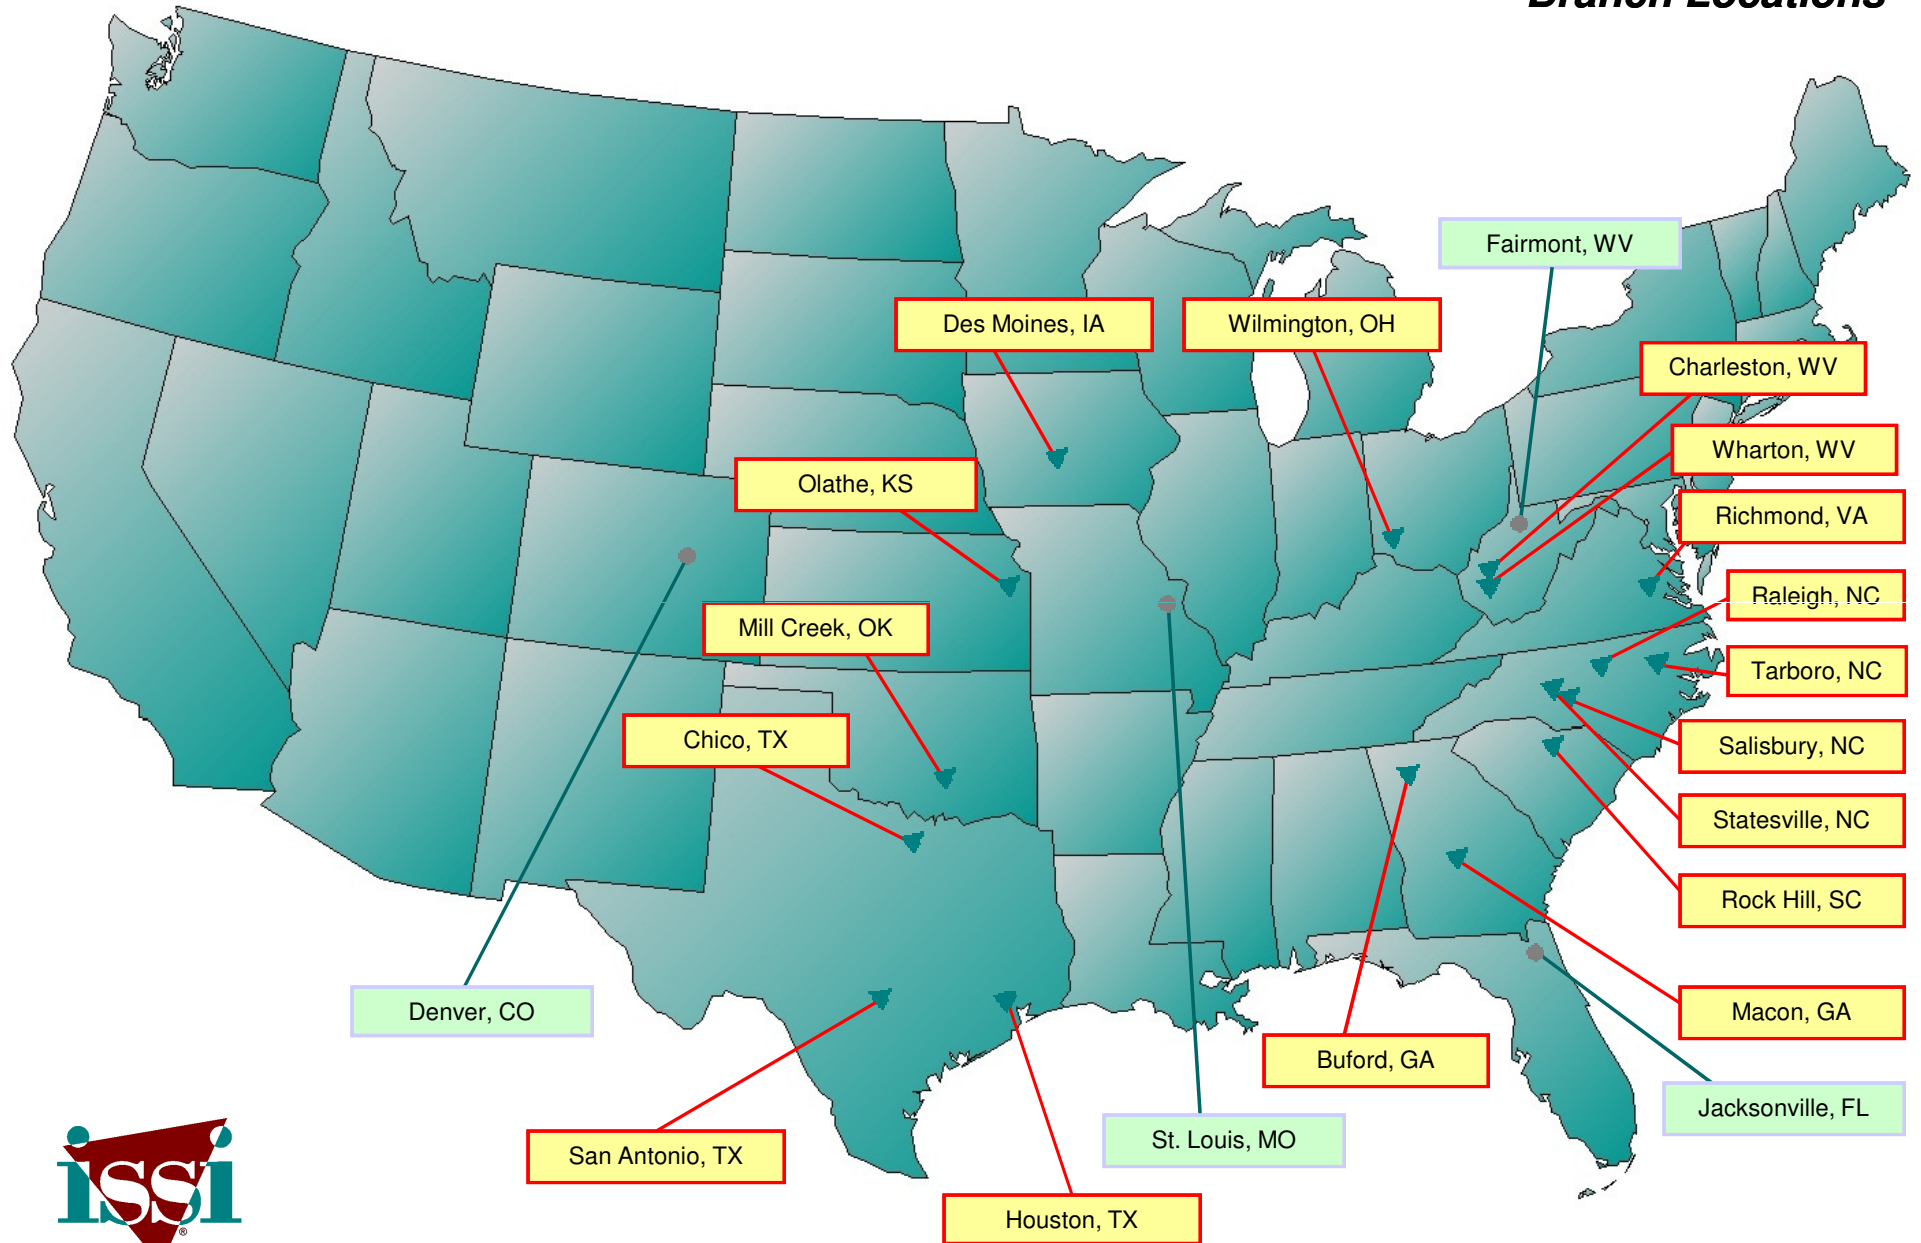 Branch Locations
Fairmont, WV
Des Moines, IA
Wilmington, OH
Charleston, WV
Wharton, WV
Olathe, KS
Richmond, VA
Raleigh, NC
Mill Creek, OK
Tarboro, NC
Chico, TX
Salisbury, NC
Statesville, NC
Rock Hill, SC
Denver, CO
Macon, GA
Buford, GA
Jacksonville, FL
St. Louis, MO
San Antonio, TX
Houston, TX
issi
®